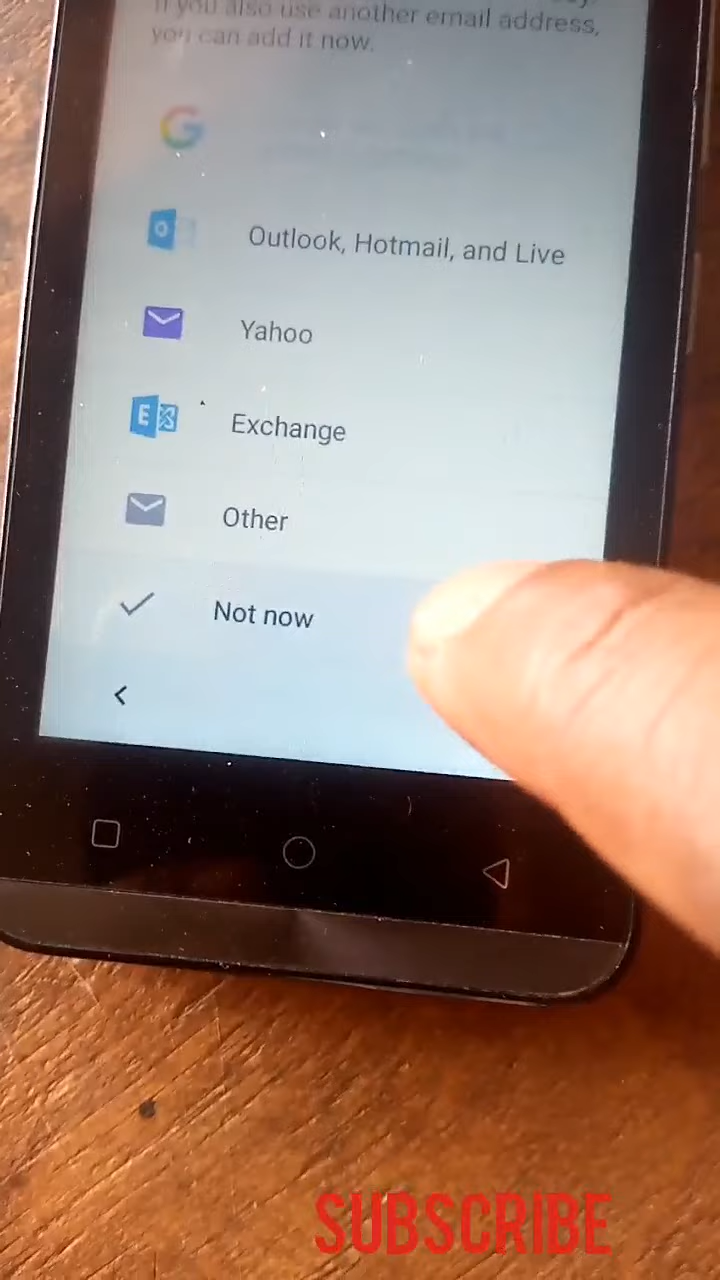 If you also use another email address,
you can add it now.
Outlook, Hotmail, and Live
Yahoo
Exchange
Other
Not now
SUBSCRIBE